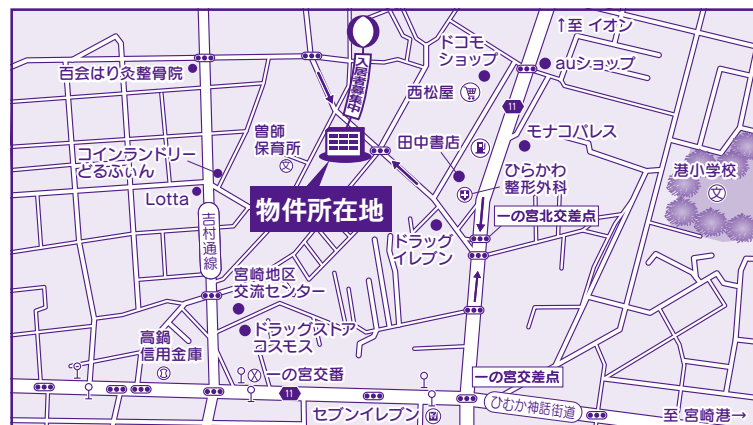 ↑至 イオン
ドコモ
ショップ
auショップ
百会はり灸整骨院
入居者募集中
西松屋
11
曽師
保育所
田中書店
モナコパレス
コインランドリー
どるふぃん
ひらかわ
整形外科
港小学校
文
文
Lotta
物件所在地
一の宮北交差点
吉村通線
ドラッグ
イレブン
宮崎地区
交流センター
ドラッグストア
コスモス
高鍋
信用金庫
一の宮交番
11
一の宮交差点
セブンイレブン
ひむか神話街道
至 宮崎港→